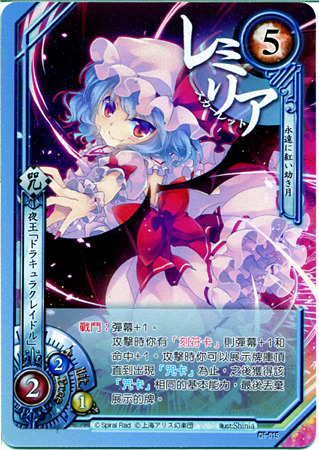 レミリア
スカーレット
5
永遠に紅い幼き月
咒
夜王「ドラキュラクレイドル」
戰鬥：彈幕+1。
攻擊時你有「刻符卡」則彈幕+1和
命中+1。攻擊時你可以展示牌庫頂
直到出現「咒卡」為止，之後獲得該
「咒卡」相同的基本能力，最後丟棄
展示的牌。
2
2
1
© Spiral Rad © 上海アリス幻楽団 Illust:Shinia